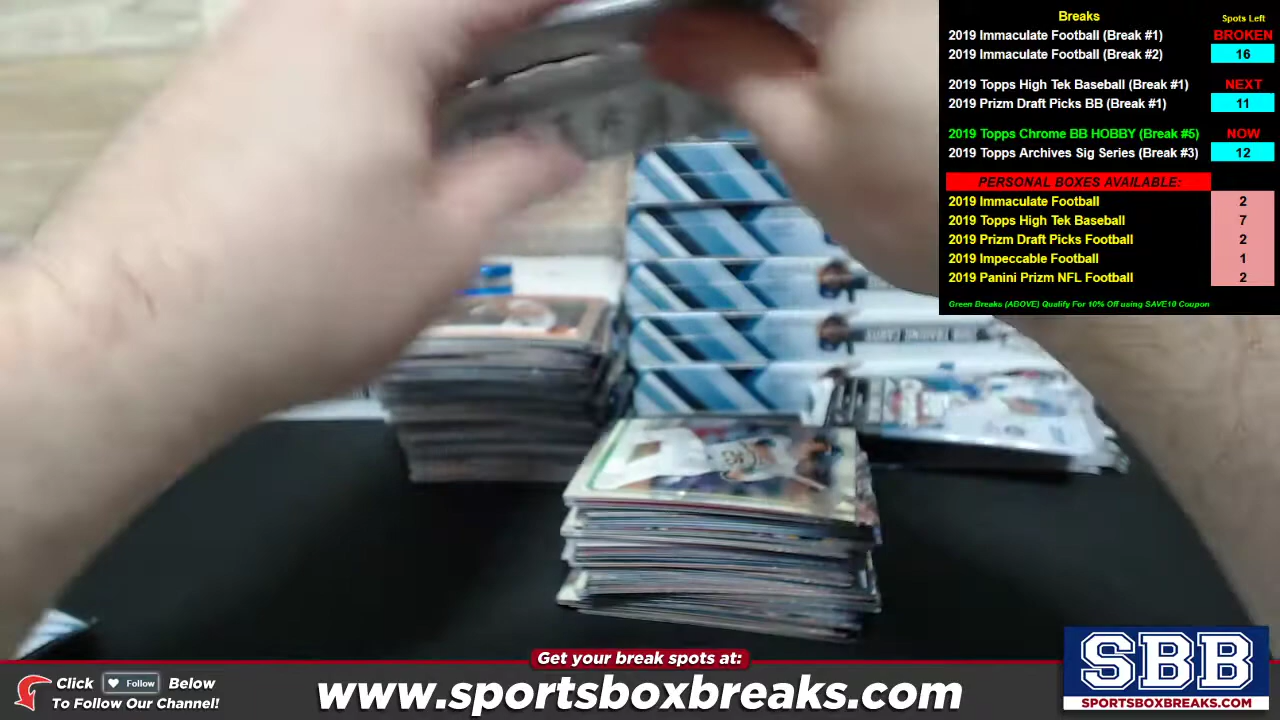 Breaks
Spots Left
2019 Immaculate Football (Break #1) BROKEN
2019 Immaculate Football (Break #2) 16
2019 Topps High Tek Baseball (Break #1) NEXT
2019 Prizm Draft Picks BB (Break #1) 11
2019 Topps Chrome BB HOBBY (Break #5) NOW
2019 Topps Archives Sig Series (Break #3) 12
PERSONAL BOXES AVAILABLE:
2019 Immaculate Football 2
2019 Topps High Tek Baseball 7
2019 Prizm Draft Picks Football 2
2019 Impeccable Football 1
2019 Panini Prizm NFL Football 2
Green Breaks (ABOVE) Qualify For 10% Off using SAVE10 Coupon
Get your break spots at:
Click Follow Below
To Follow Our Channel!
www.sportsboxbreaks.com
SBB
SPORTSBOXBREAKS.COM